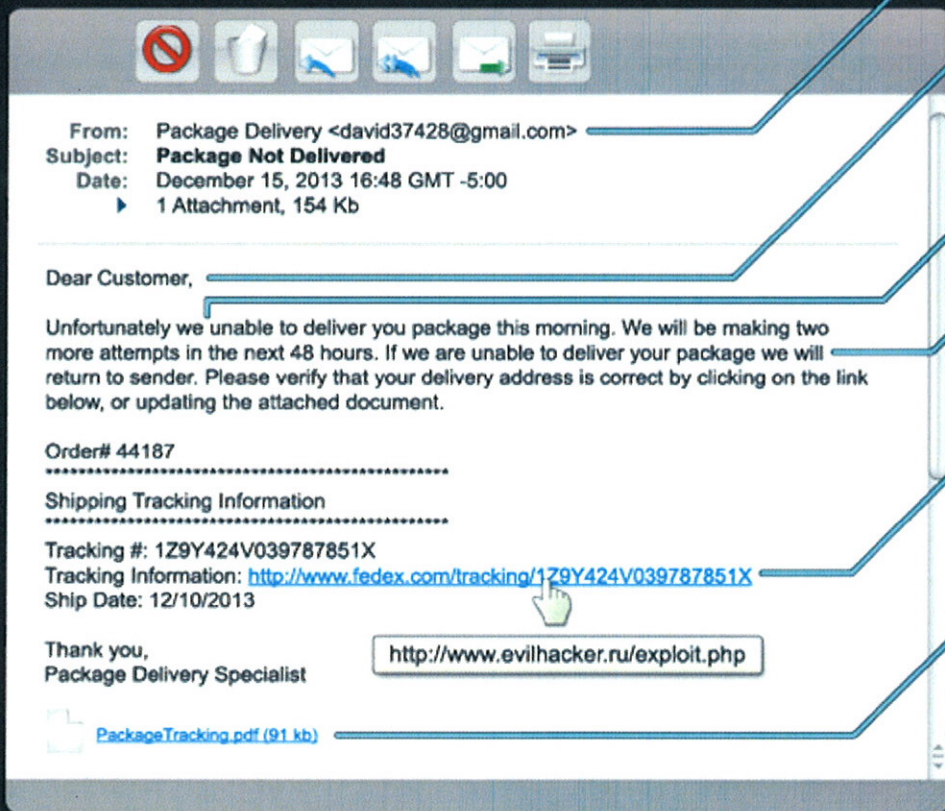 From: Package Delivery <david37428@gmail.com>
Subject: Package Not Delivered
Date: December 15, 2013 16:48 GMT -5:00
1 Attachment, 154 Kb
Dear Customer,
Unfortunately we unable to deliver you package this morning. We will be making two
more attempts in the next 48 hours. If we are unable to deliver your package we will
return to sender. Please verify that your delivery address is correct by clicking on the link
below, or updating the attached document.
Order# 44187
**************************************************
Shipping Tracking Information
**************************************************
Tracking #: 1Z9Y424V039787851X
Tracking Information: http://www.fedex.com/tracking/1Z9Y424V039787851X
Ship Date: 12/10/2013
http://www.evilhacker.ru/exploit.php
Thank you,
Package Delivery Specialist
PackageTracking.pdf (91 kb)